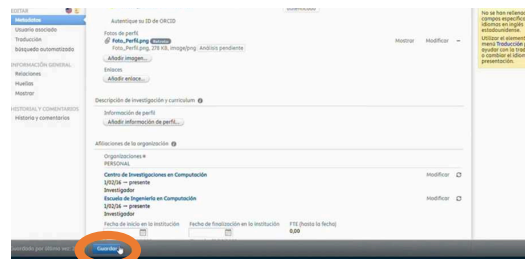 EDITAR
Metadatos
Usuario asociado
Traducción
búsqueda automatizada
INFORMACIÓN GENERAL
Relaciones
Huellas
Mostrar
HISTORIAL Y COMENTARIOS
Historia y comentarios
Autentique su ID de ORCID
Fotos de perfil
Foto_Perfil.png
Foto_Perfil.png, 278 KB, image/png Análisis pendiente
Mostrar Modificar −
Añadir imagen...
Enlaces
Añadir enlace...
Descripción de investigación y curriculum
Información de perfil
Añadir información de perfil...
Afiliaciones de la organización
Organizaciones *
PERSONAL
Centro de Investigaciones en Computación
Modificar
1/02/16 — presente
Investigador
Escuela de Ingeniería en Computación
Modificar
1/02/16 — presente
Investigador
Fecha de inicio en la institución Fecha de finalización en la institución FTE (hasta la fecha)
0,00
Guardar
No se han rellenado
campos específicos
idiomas en inglés
estadounidense.
Utilizar el elemento
menú Traducción
ayudar con la
o cambiar el idioma
presentación.